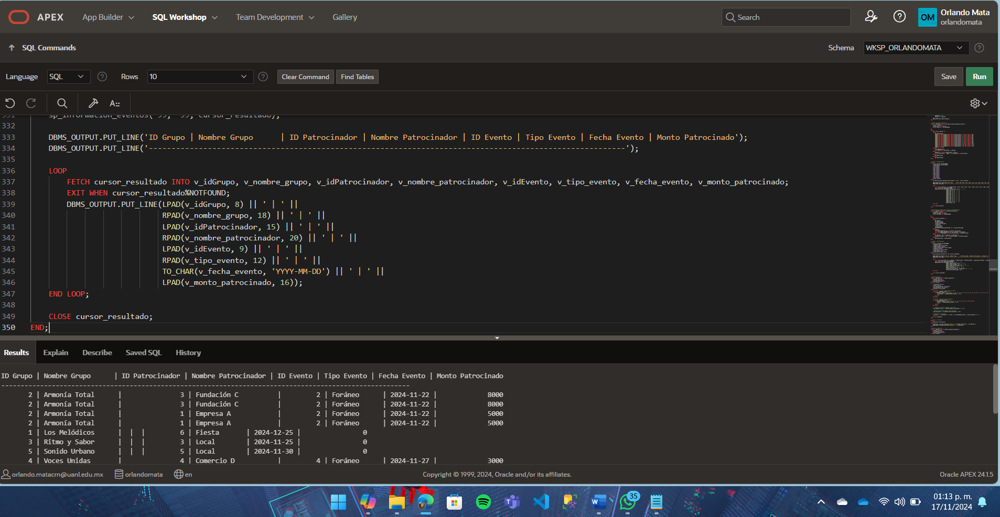 APEX App Builder SQL Workshop Team Development Gallery Search OM Orlando Mata
orlandomata
SQL Commands Schema WKSP_ORLANDOMATA
Language SQL Rows 10 Clear Command Find Tables Save Run
331 sp_informacion_eventos(-99, -99, cursor_resultado);
332
333 DBMS_OUTPUT.PUT_LINE('ID Grupo | Nombre Grupo      | ID Patrocinador | Nombre Patrocinador | ID Evento | Tipo Evento | Fecha Evento | Monto Patrocinado');
334 DBMS_OUTPUT.PUT_LINE('---------------------------------------------------------------------------------------------------------');
335
336 LOOP
337 FETCH cursor_resultado INTO v_idGrupo, v_nombre_grupo, v_idPatrocinador, v_nombre_patrocinador, v_idEvento, v_tipo_evento, v_fecha_evento, v_monto_patrocinado;
338 EXIT WHEN cursor_resultado%NOTFOUND;
339 DBMS_OUTPUT.PUT_LINE(LPAD(v_idGrupo, 8) || ' | ' ||
340 RPAD(v_nombre_grupo, 18) || ' | ' ||
341 LPAD(v_idPatrocinador, 15) || ' | ' ||
342 RPAD(v_nombre_patrocinador, 20) || ' | ' ||
343 LPAD(v_idEvento, 9) || ' | ' ||
344 RPAD(v_tipo_evento, 12) || ' | ' ||
345 TO_CHAR(v_fecha_evento, 'YYYY-MM-DD') || ' | ' ||
346 LPAD(v_monto_patrocinado, 16));
347 END LOOP;
348
349 CLOSE cursor_resultado;
350 END;
Results Explain Describe Saved SQL History
ID Grupo | Nombre Grupo      | ID Patrocinador | Nombre Patrocinador | ID Evento | Tipo Evento | Fecha Evento | Monto Patrocinado
---------------------------------------------------------------------------------------------------------
2 | Armonía Total      |               3 | Fundación C          |         2 | Foráneo      | 2024-11-22 |             8000
2 | Armonía Total      |               3 | Fundación C          |         2 | Foráneo      | 2024-11-22 |             8000
2 | Armonía Total      |               1 | Empresa A            |         2 | Foráneo      | 2024-11-22 |             5000
2 | Armonía Total      |               1 | Empresa A            |         2 | Foráneo      | 2024-11-22 |             5000
1 | Los Melódicos      |  |  |         6 | Fiesta       | 2024-12-25 |                0
3 | Ritmo y Sabor      |  |  |         3 | Local        | 2024-11-25 |                0
5 | Sonido Urbano      |  |  |         5 | Local        | 2024-11-30 |                0
4 | Voces Unidas       |               4 | Comercio D           |         4 | Foráneo      | 2024-11-27 |             3000
orlando.matacrn@uanl.edu.mx orlandomata en Copyright © 1999, 2024, Oracle and/or its affiliates. Oracle APEX 24.1.5
35
01:13 p. m.
17/11/2024